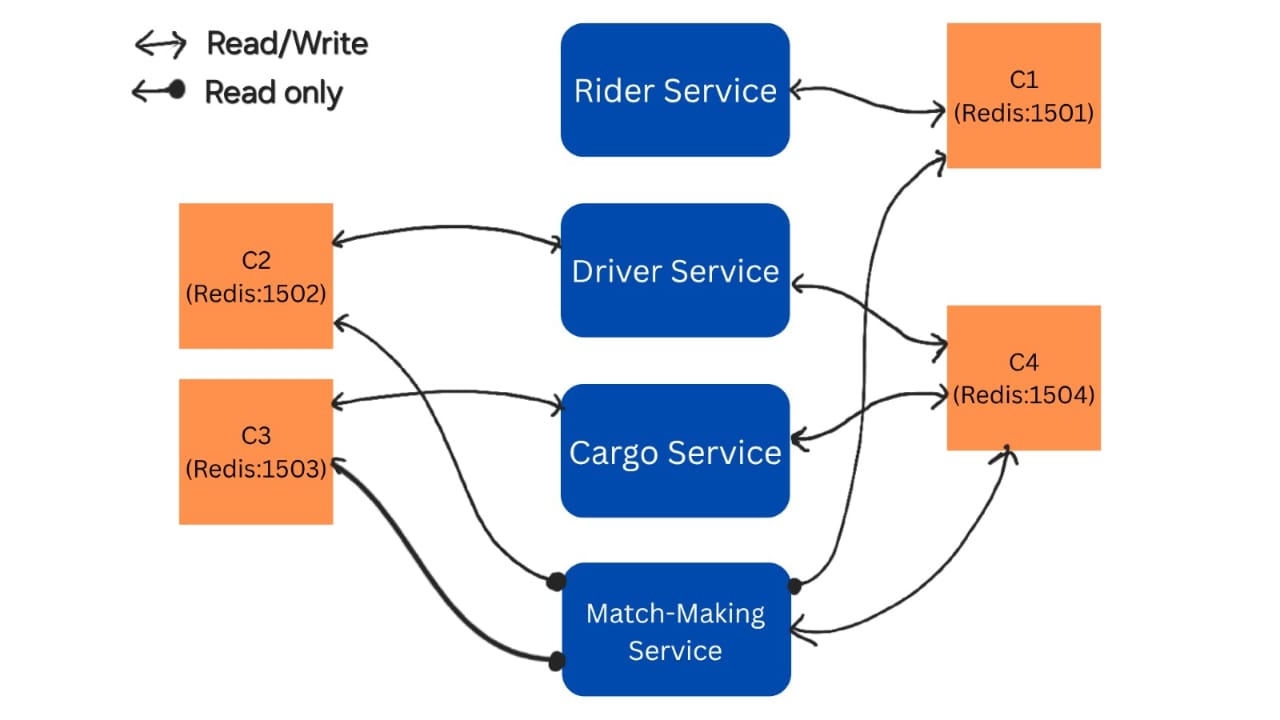 Read/Write
Read only
Rider Service
C1
(Redis:1501)
C2
(Redis:1502)
Driver Service
C4
(Redis:1504)
C3
(Redis:1503)
Cargo Service
Match-Making
Service